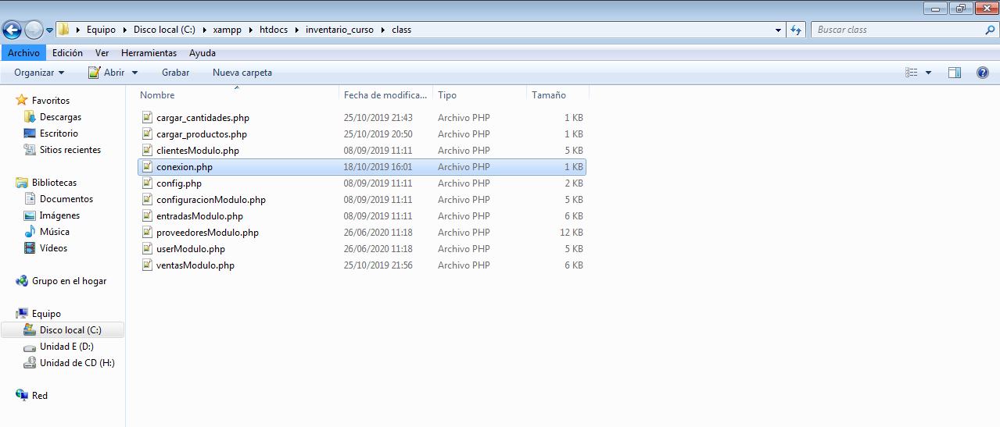 Equipo Disco local (C:) xampp htdocs inventario_curso class Buscar class
Archivo Edición Ver Herramientas Ayuda
Organizar Abrir Grabar Nueva carpeta
Favoritos
Descargas
Escritorio
Sitios recientes
Bibliotecas
Documentos
Imágenes
Música
Vídeos
Grupo en el hogar
Equipo
Disco local (C:)
Unidad E (D:)
Unidad de CD (H:)
Red
Nombre Fecha de modifica... Tipo Tamaño
cargar_cantidades.php 25/10/2019 21:43 Archivo PHP 1 KB
cargar_productos.php 25/10/2019 20:50 Archivo PHP 1 KB
clientesModulo.php 08/09/2019 11:11 Archivo PHP 5 KB
conexion.php 18/10/2019 16:01 Archivo PHP 1 KB
config.php 08/09/2019 11:11 Archivo PHP 2 KB
configuracionModulo.php 08/09/2019 11:11 Archivo PHP 5 KB
entradasModulo.php 08/09/2019 11:11 Archivo PHP 6 KB
proveedoresModulo.php 26/06/2020 11:18 Archivo PHP 12 KB
userModulo.php 26/06/2020 11:18 Archivo PHP 5 KB
ventasModulo.php 25/10/2019 21:56 Archivo PHP 6 KB